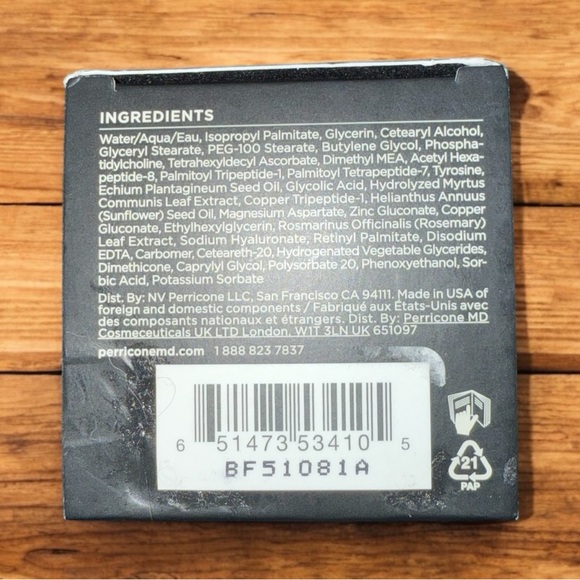 INGREDIENTS
Water/Aqua/Eau, Isopropyl Palmitate, Glycerin, Cetearyl Alcohol,
Glyceryl Stearate, PEG-100 Stearate, Butylene Glycol, Phospha-
tidylcholine, Tetrahexyldecyl Ascorbate, Dimethyl MEA, Acetyl Hexa-
peptide-8, Palmitoyl Tripeptide-1, Palmitoyl Tetrapeptide-7, Tyrosine,
Echium Plantagineum Seed Oil, Glycolic Acid, Hydrolyzed Myrtus
Communis Leaf Extract, Copper Tripeptide-1, Helianthus Annuus
(Sunflower) Seed Oil, Magnesium Aspartate, Zinc Gluconate, Copper
Gluconate, Ethylhexylglycerin, Rosmarinus Officinalis (Rosemary)
Leaf Extract, Sodium Hyaluronate, Retinyl Palmitate, Disodium
EDTA, Carbomer, Ceteareth-20, Hydrogenated Vegetable Glycerides,
Dimethicone, Caprylyl Glycol, Polysorbate 20, Phenoxyethanol, Sor-
bic Acid, Potassium Sorbate
Dist. By: NV Perricone LLC, San Francisco CA 94111. Made in USA of
foreign and domestic components / Fabriqué aux États-Unis avec
des composants nationaux et étrangers. Dist. By: Perricone MD
Cosmeceuticals UK LTD London. W1T 3LN UK 651097
perriconemd.com 1 888 823 7837
6 51473 53410 5
BF51081A
21
PAP